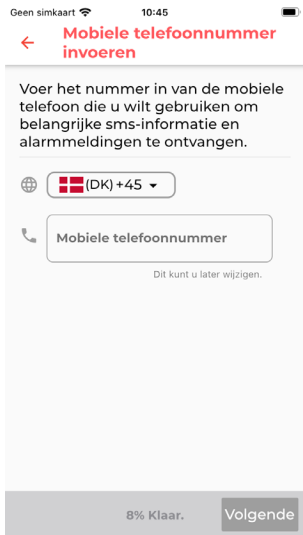 Geen simkaart 10:45
Mobiele telefoonnummer
invoeren
Voer het nummer in van de mobiele
telefoon die u wilt gebruiken om
belangrijke sms-informatie en
alarmmeldingen te ontvangen.
(DK) +45
Mobiele telefoonnummer
Dit kunt u later wijzigen.
8% Klaar.
Volgende